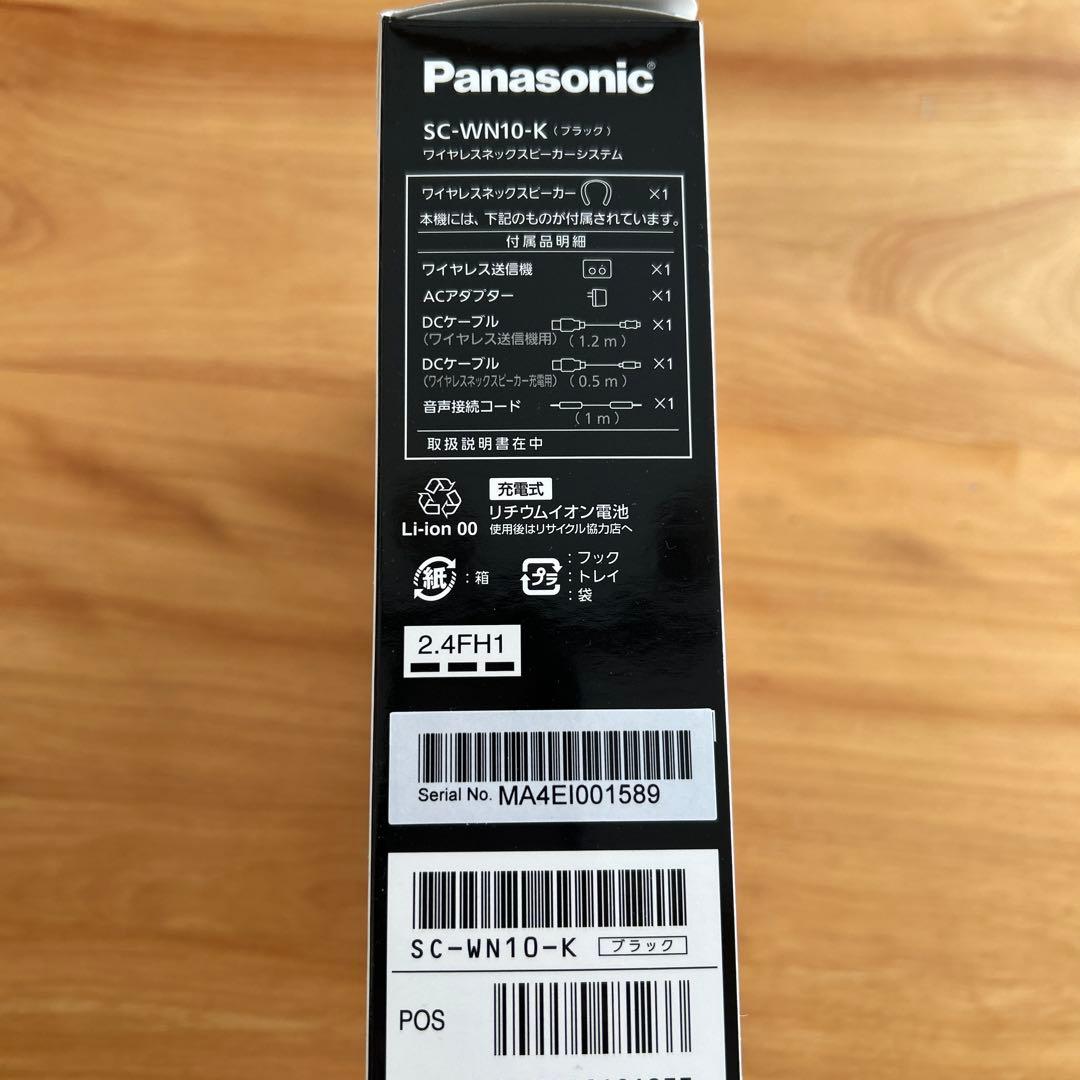 Panasonic®
SC-WN10-K（ブラック）
ワイヤレスネックスピーカーシステム
ワイヤレスネックスピーカー ×1
本機には、下記のものが付属されています。
付属品明細
ワイヤレス送信機 ×1
ACアダプター ×1
DCケーブル ×1
（ワイヤレス送信機用）（1.2 m）
DCケーブル ×1
（ワイヤレスネックスピーカー充電用）（0.5 m）
音声接続コード ×1
（1 m）
取扱説明書在中
充電式
リチウムイオン電池
Li-ion 00 使用後はリサイクル協力店へ
紙：箱
プラ：フック
：トレイ
：袋
2.4FH1
Serial No. MA4EI001589
SC-WN10-K ブラック
POS